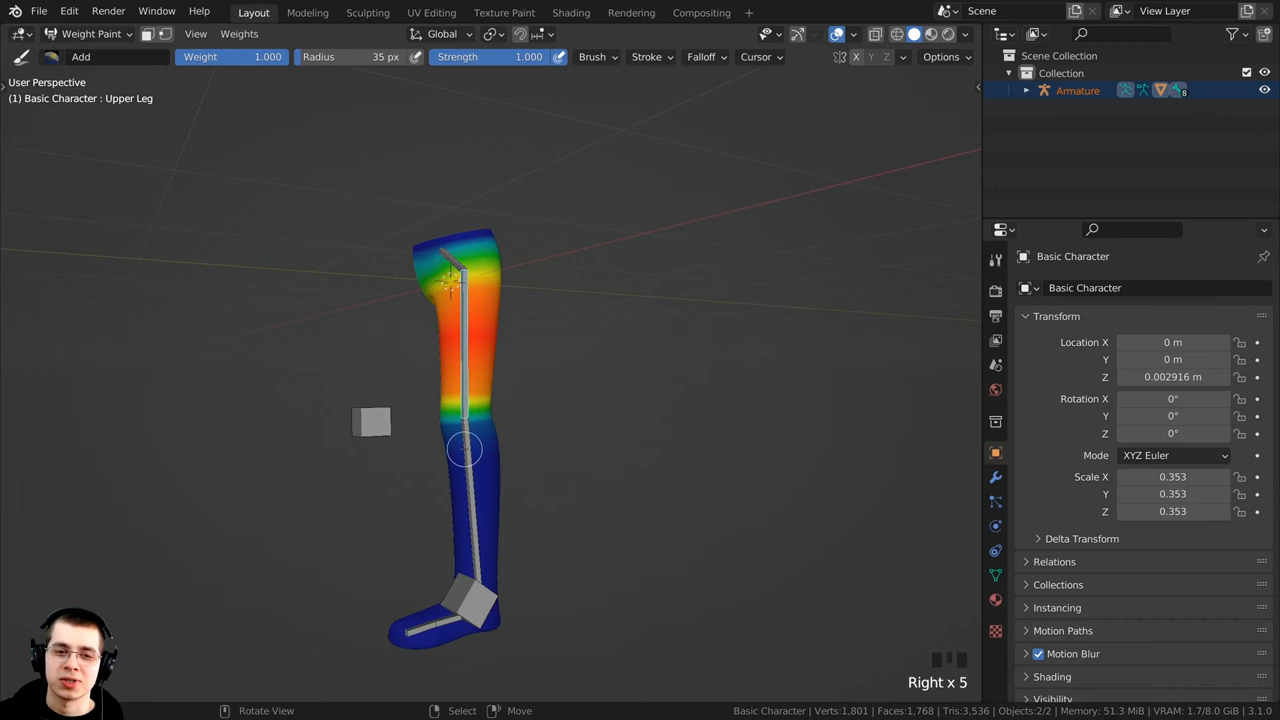 File Edit Render Window Help Layout Modeling Sculpting UV Editing Texture Paint Shading Rendering Compositing + Scene View Layer
Weight Paint View Weights Global
Add Weight 1.000 Radius 35 px Strength 1.000 Brush Stroke Falloff Cursor X Y Z Options
User Perspective
(1) Basic Character : Upper Leg
Scene Collection
Collection
Armature 8
Basic Character
Basic Character
Transform
Location X 0 m
Y 0 m
Z 0.002916 m
Rotation X 0°
Y 0°
Z 0°
Mode XYZ Euler
Scale X 0.353
Y 0.353
Z 0.353
Delta Transform
Relations
Collections
Instancing
Motion Paths
Motion Blur
Shading
Visibility
Right x 5
Rotate View Select Move Basic Character | Verts:1,801 | Faces:1,768 | Tris:3,536 | Objects:2/2 | Memory: 51.3 MiB | VRAM: 1.7/8.0 GiB | 3.1.0